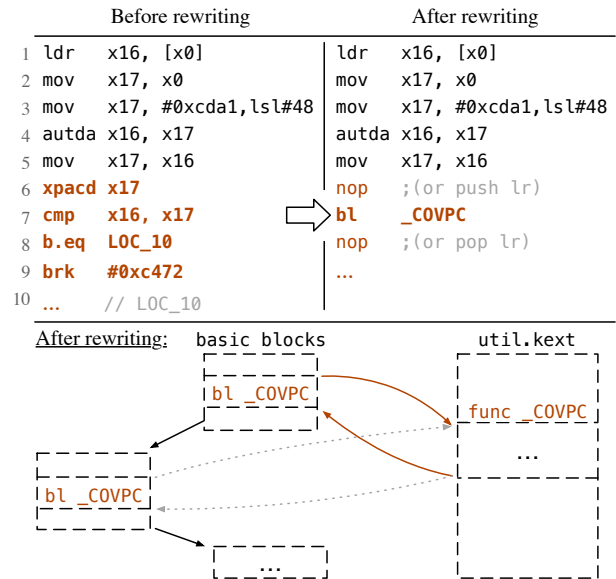 Before rewriting After rewriting
1 ldr x16, [x0] ldr x16, [x0]
2 mov x17, x0 mov x17, x0
3 mov x17, #0xcda1,lsl#48 mov x17, #0xcda1,lsl#48
4 autda x16, x17 autda x16, x17
5 mov x17, x16 mov x17, x16
6 xpacd x17 nop ;(or push lr)
7 cmp x16, x17 bl _COVPC
8 b.eq LOC_10 nop ;(or pop lr)
9 brk #0xc472 …
10 … // LOC_10
After rewriting: basic blocks util.kext
bl _COVPC
func _COVPC
…
bl _COVPC
…